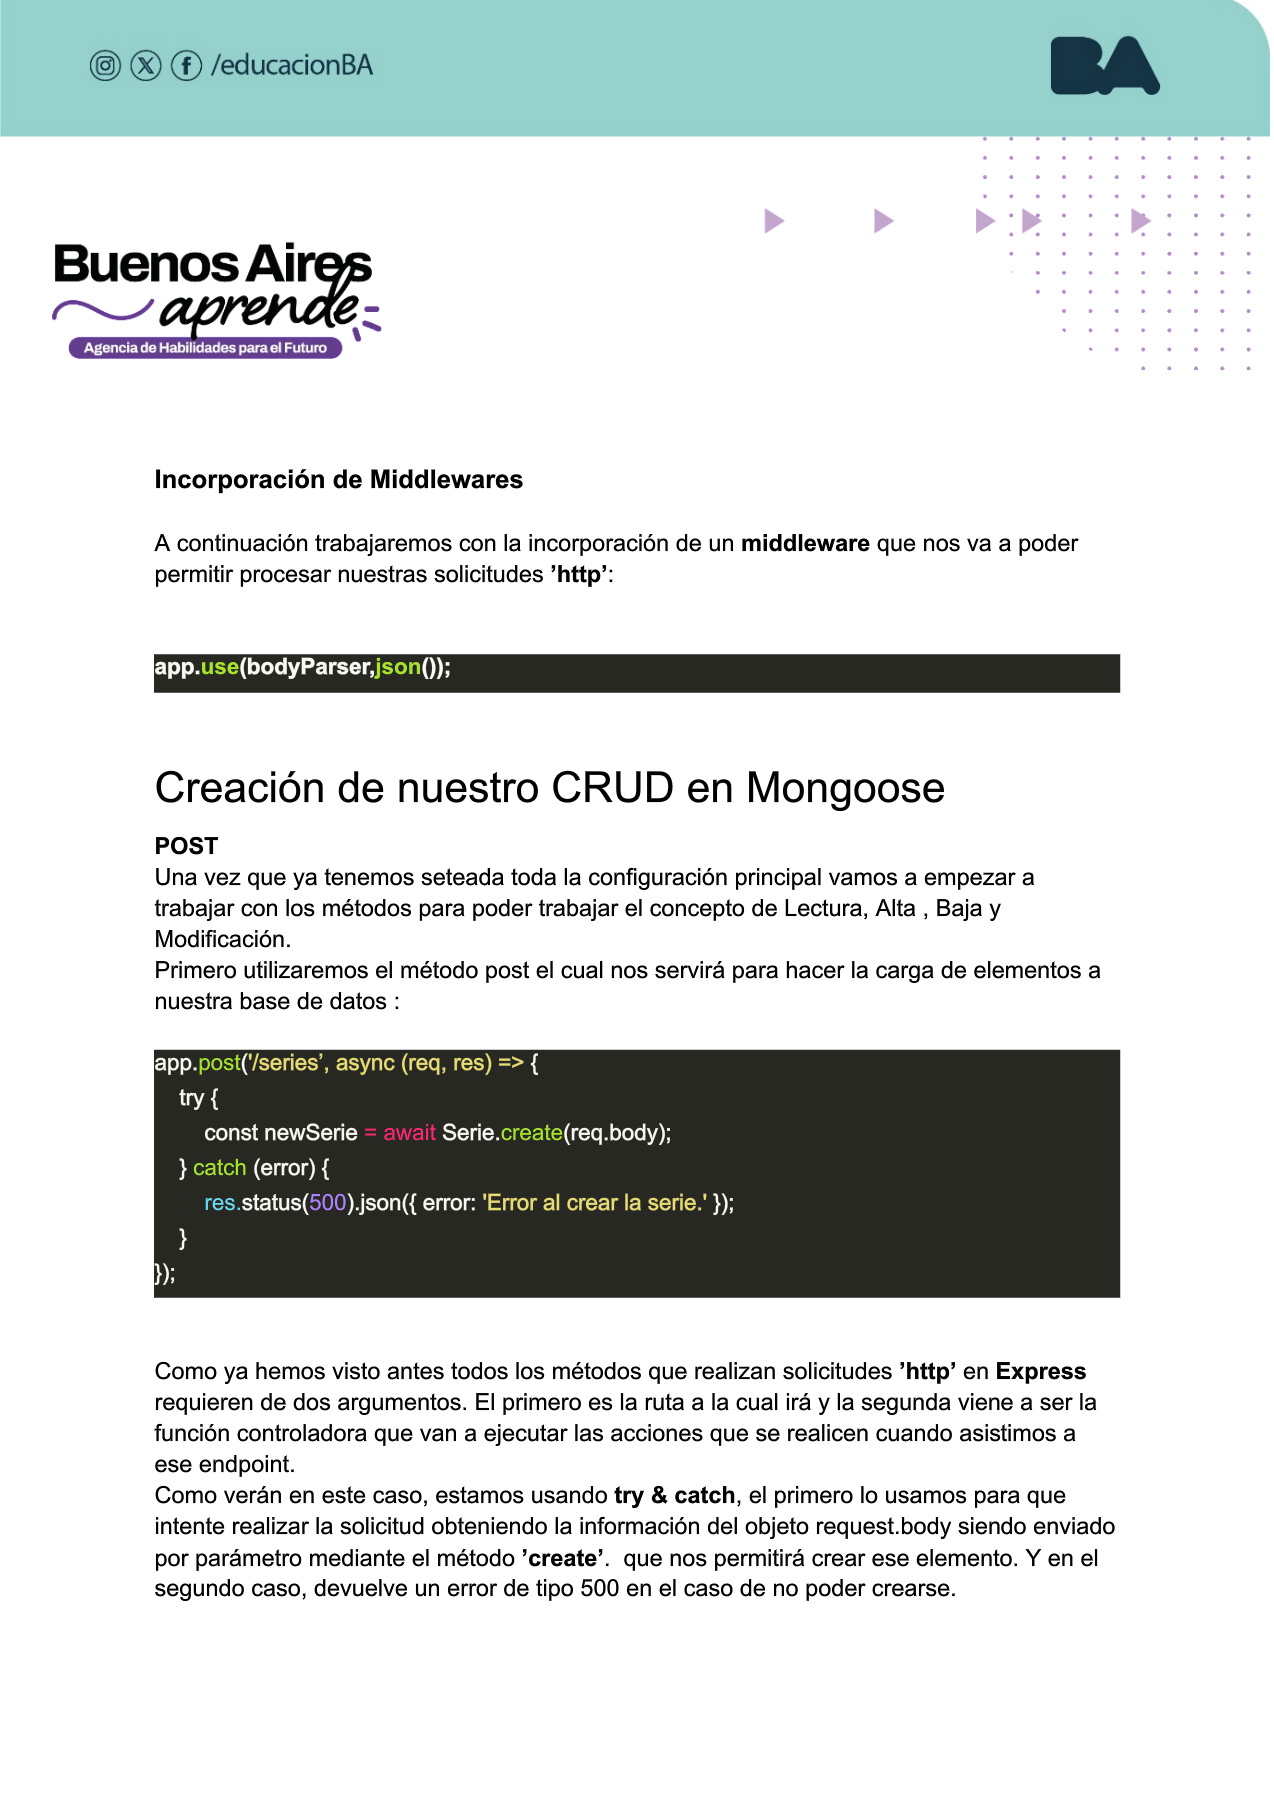 /educacionBA
BA
Buenos Aires
aprende
Agencia de Habilidades para el Futuro
Incorporación de Middlewares
A continuación trabajaremos con la incorporación de un middleware que nos va a poder
permitir procesar nuestras solicitudes ’http’:
app.use(bodyParser,json());
Creación de nuestro CRUD en Mongoose
POST
Una vez que ya tenemos seteada toda la configuración principal vamos a empezar a
trabajar con los métodos para poder trabajar el concepto de Lectura, Alta , Baja y
Modificación.
Primero utilizaremos el método post el cual nos servirá para hacer la carga de elementos a
nuestra base de datos :
app.post('/series’, async (req, res) => {
try {
const newSerie = await Serie.create(req.body);
} catch (error) {
res.status(500).json({ error: 'Error al crear la serie.' });
}
});
Como ya hemos visto antes todos los métodos que realizan solicitudes ’http’ en Express
requieren de dos argumentos. El primero es la ruta a la cual irá y la segunda viene a ser la
función controladora que van a ejecutar las acciones que se realicen cuando asistimos a
ese endpoint.
Como verán en este caso, estamos usando try & catch, el primero lo usamos para que
intente realizar la solicitud obteniendo la información del objeto request.body siendo enviado
por parámetro mediante el método ’create’.  que nos permitirá crear ese elemento. Y en el
segundo caso, devuelve un error de tipo 500 en el caso de no poder crearse.